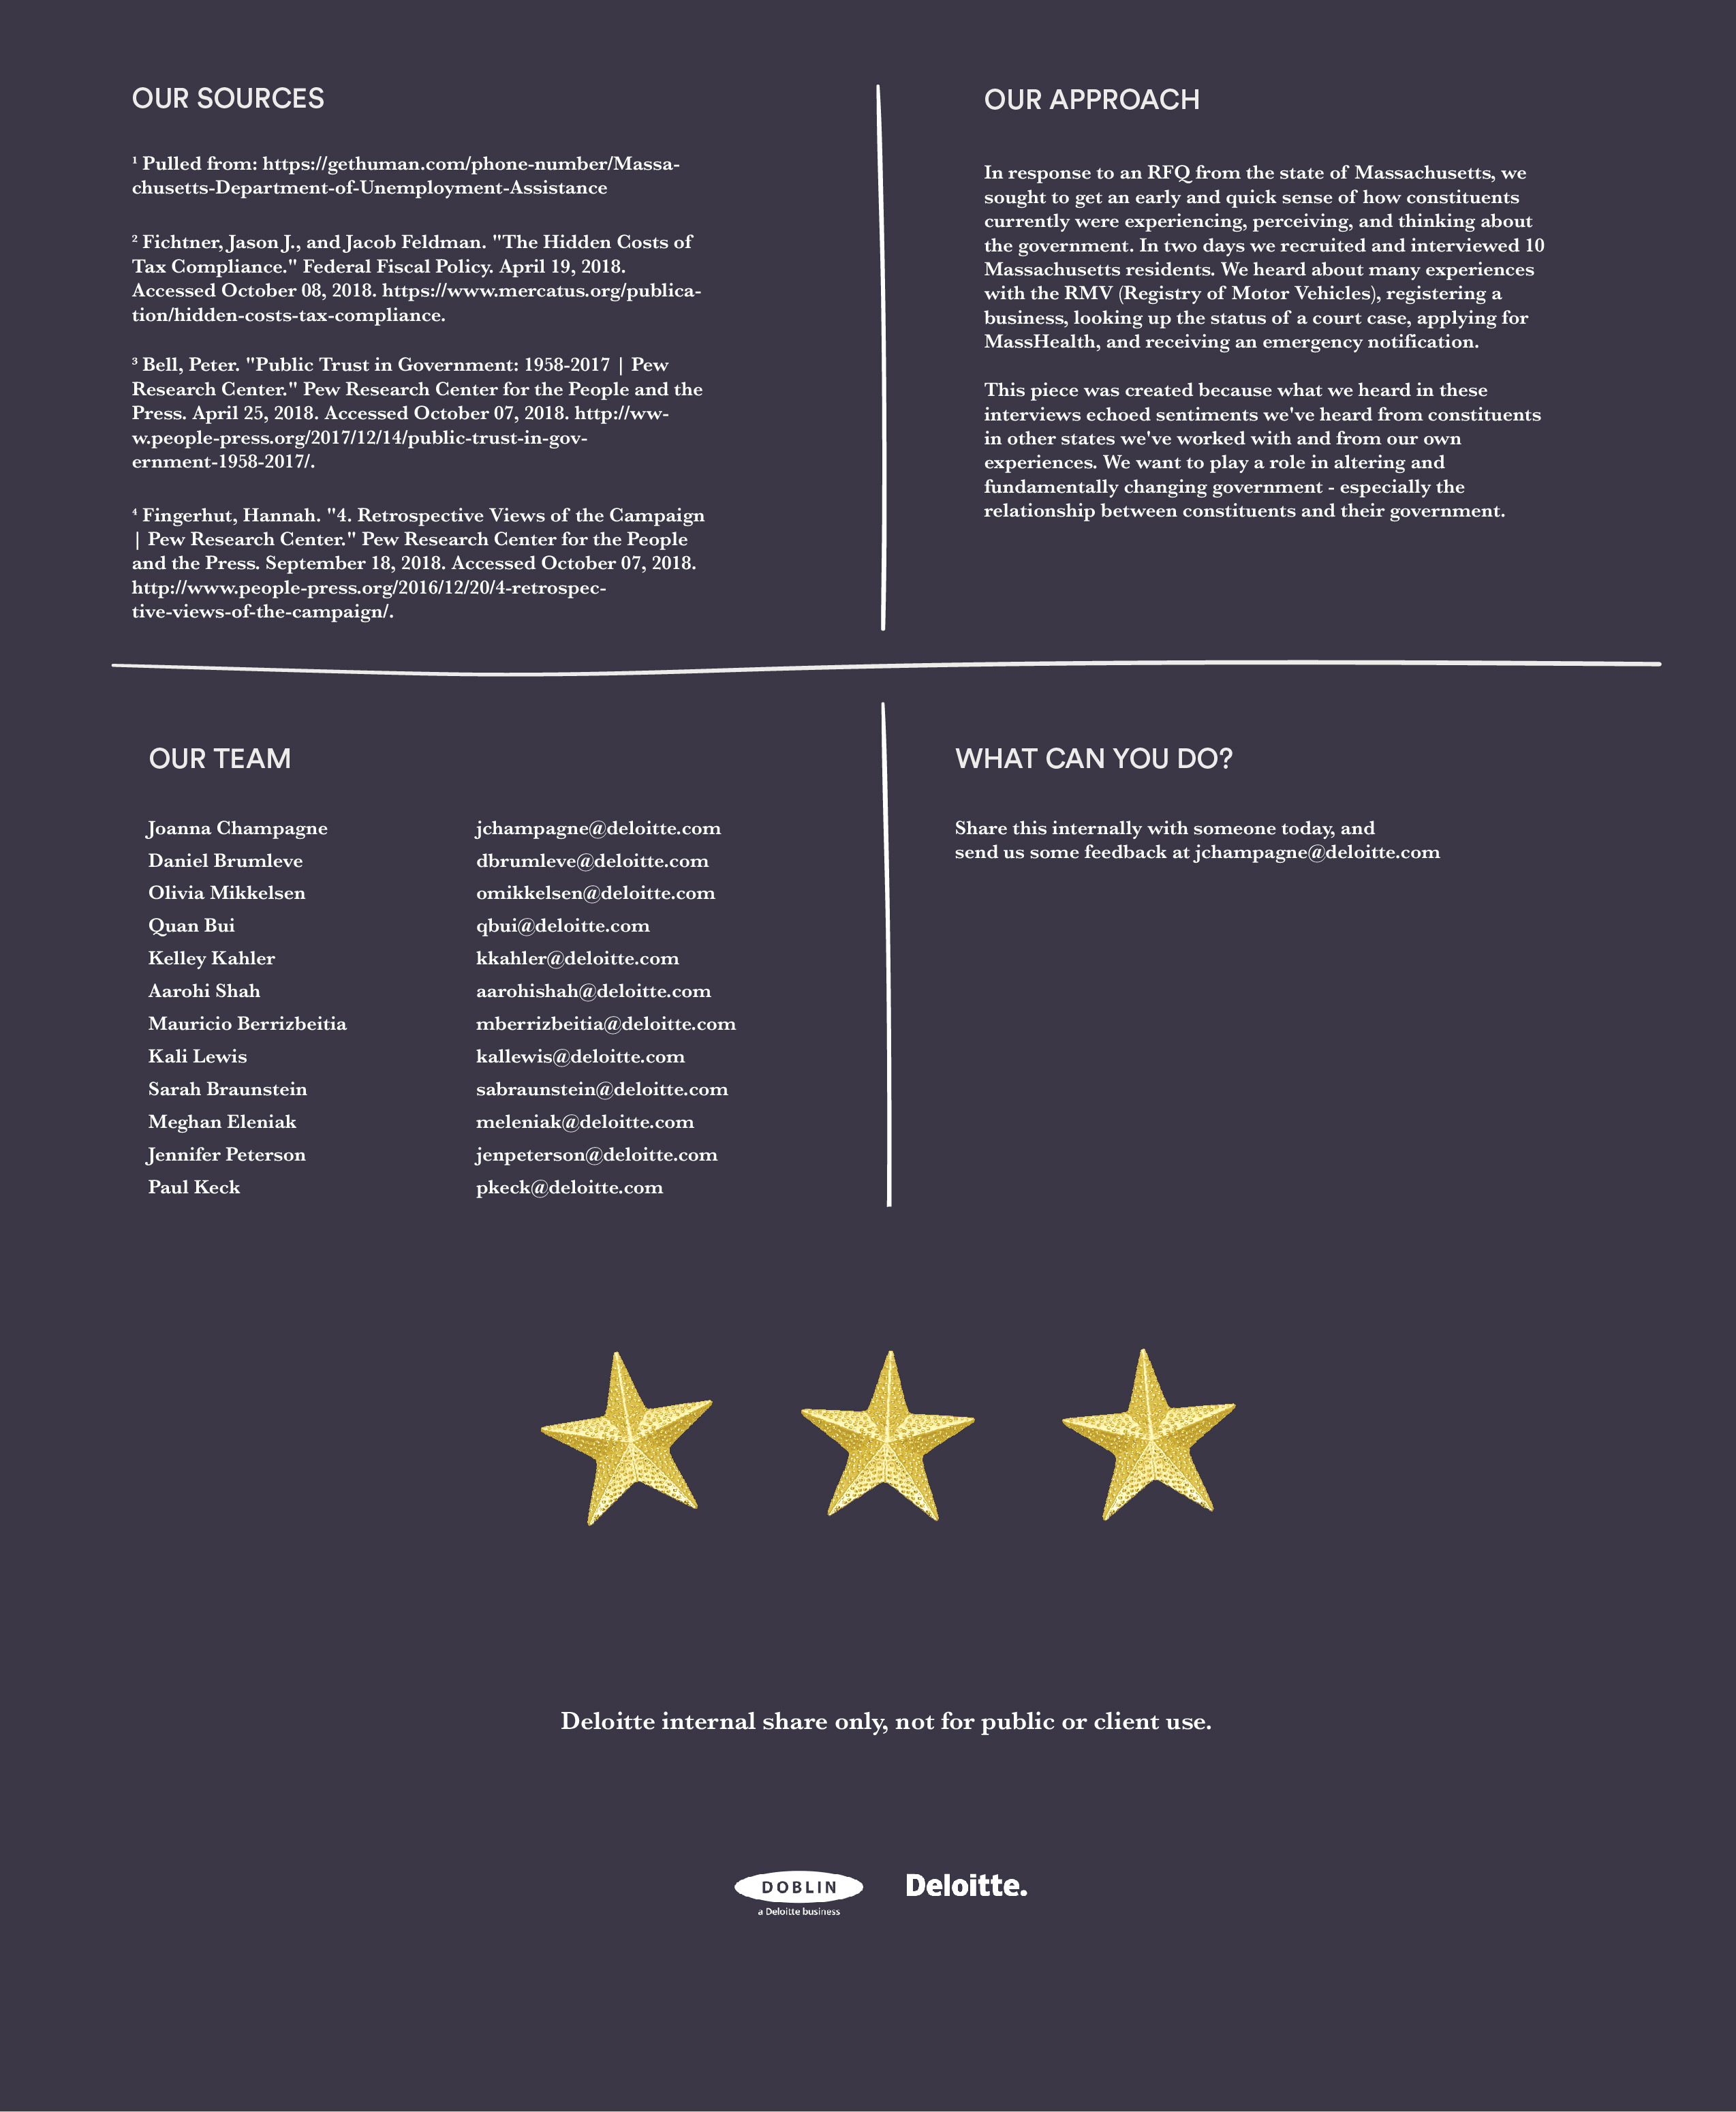 OUR SOURCES
¹ Pulled from: https://gethuman.com/phone-number/Massa-
chusetts-Department-of-Unemployment-Assistance
² Fichtner, Jason J., and Jacob Feldman. "The Hidden Costs of
Tax Compliance." Federal Fiscal Policy. April 19, 2018.
Accessed October 08, 2018. https://www.mercatus.org/publica-
tion/hidden-costs-tax-compliance.
³ Bell, Peter. "Public Trust in Government: 1958-2017 | Pew
Research Center." Pew Research Center for the People and the
Press. April 25, 2018. Accessed October 07, 2018. http://ww-
w.people-press.org/2017/12/14/public-trust-in-gov-
ernment-1958-2017/.
⁴ Fingerhut, Hannah. "4. Retrospective Views of the Campaign
| Pew Research Center." Pew Research Center for the People
and the Press. September 18, 2018. Accessed October 07, 2018.
http://www.people-press.org/2016/12/20/4-retrospec-
tive-views-of-the-campaign/.
OUR APPROACH
In response to an RFQ from the state of Massachusetts, we
sought to get an early and quick sense of how constituents
currently were experiencing, perceiving, and thinking about
the government. In two days we recruited and interviewed 10
Massachusetts residents. We heard about many experiences
with the RMV (Registry of Motor Vehicles), registering a
business, looking up the status of a court case, applying for
MassHealth, and receiving an emergency notification.
This piece was created because what we heard in these
interviews echoed sentiments we've heard from constituents
in other states we've worked with and from our own
experiences. We want to play a role in altering and
fundamentally changing government - especially the
relationship between constituents and their government.
OUR TEAM
Joanna Champagne jchampagne@deloitte.com
Daniel Brumleve dbrumleve@deloitte.com
Olivia Mikkelsen omikkelsen@deloitte.com
Quan Bui qbui@deloitte.com
Kelley Kahler kkahler@deloitte.com
Aarohi Shah aarohishah@deloitte.com
Mauricio Berrizbeitia mberrizbeitia@deloitte.com
Kali Lewis kallewis@deloitte.com
Sarah Braunstein sabraunstein@deloitte.com
Meghan Eleniak meleniak@deloitte.com
Jennifer Peterson jenpeterson@deloitte.com
Paul Keck pkeck@deloitte.com
WHAT CAN YOU DO?
Share this internally with someone today, and
send us some feedback at jchampagne@deloitte.com
Deloitte internal share only, not for public or client use.
DOBLIN
a Deloitte business
Deloitte.